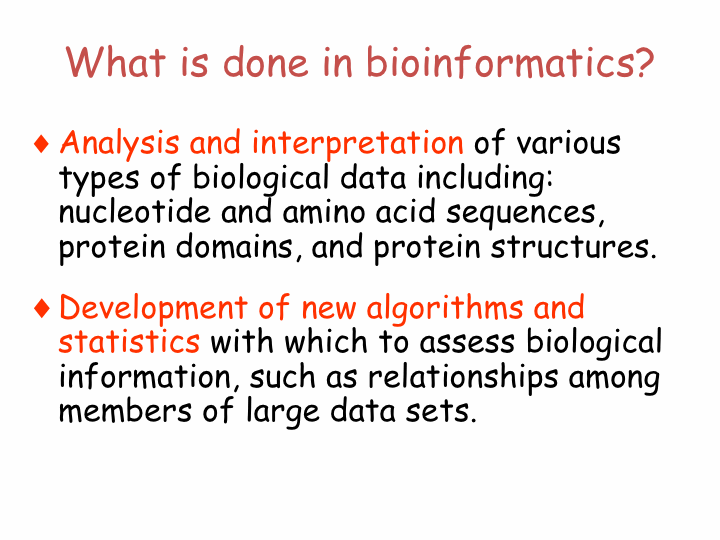 What is done in bioinformatics?
♦ Analysis and interpretation of various
types of biological data including:
nucleotide and amino acid sequences,
protein domains, and protein structures.
♦ Development of new algorithms and
statistics with which to assess biological
information, such as relationships among
members of large data sets.